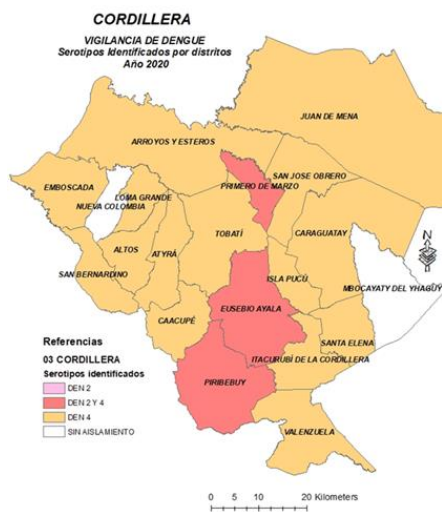 CORDILLERA
VIGILANCIA DE DENGUE
Serotipos Identificados por distritos
Año 2020
JUAN DE MENA
ARROYOS Y ESTEROS
SAN JOSE OBRERO
PRIMERO DE MARZO
EMBOSCADA
LOMA GRANDE
NUEVA COLOMBIA
CARAGUATAY
TOBATÍ
N
ALTOS
ATYRÁ
SAN BERNARDINO
ISLA PUCÚ
MBOCAYATY DEL YHAGUY
EUSEBIO AYALA
CAACUPÉ
SANTA ELENA
ITACURUBÍ DE LA CORDILLERA
PIRIBEBUY
VALENZUELA
Referencias
03 CORDILLERA
Serotipos identificados
DEN 2
DEN 2 Y 4
DEN 4
SIN AISLAMIENTO
0 5 10 20 Kilometers